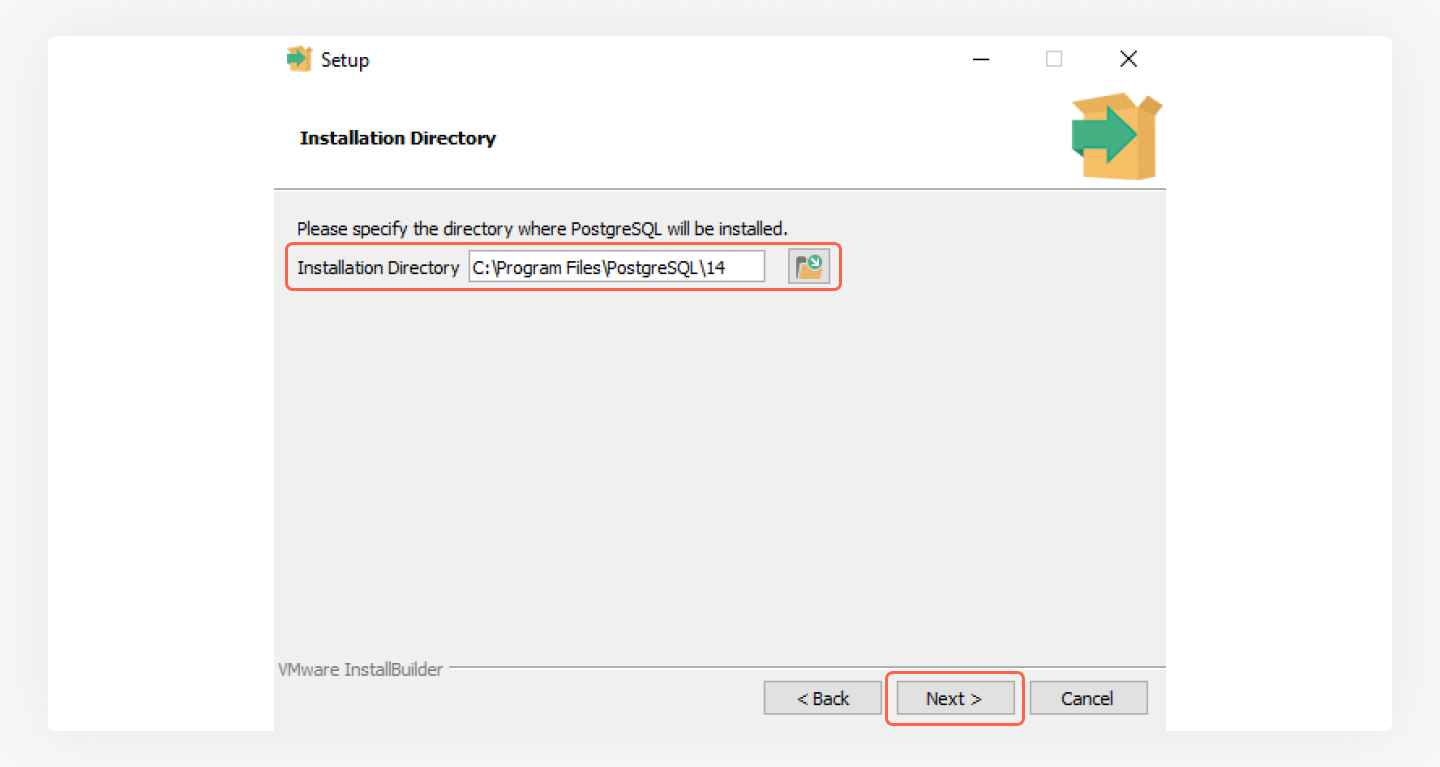 Setup
Installation Directory
Please specify the directory where PostgreSQL will be installed.
Installation Directory C:\Program Files\PostgreSQL\14
VMware InstallBuilder
< Back Next > Cancel